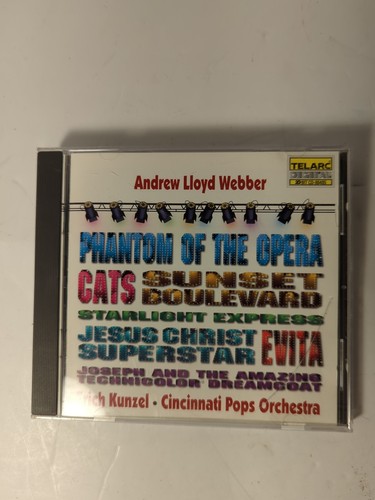 Andrew Lloyd Webber
TELARC
DIGITAL
PHANTOM OF THE OPERA
CATS SUNSET BOULEVARD
STARLIGHT EXPRESS
JESUS CHRIST SUPERSTAR EVITA
JOSEPH AND THE AMAZING
TECHNICOLOR DREAMCOAT
Erich Kunzel • Cincinnati Pops Orchestra